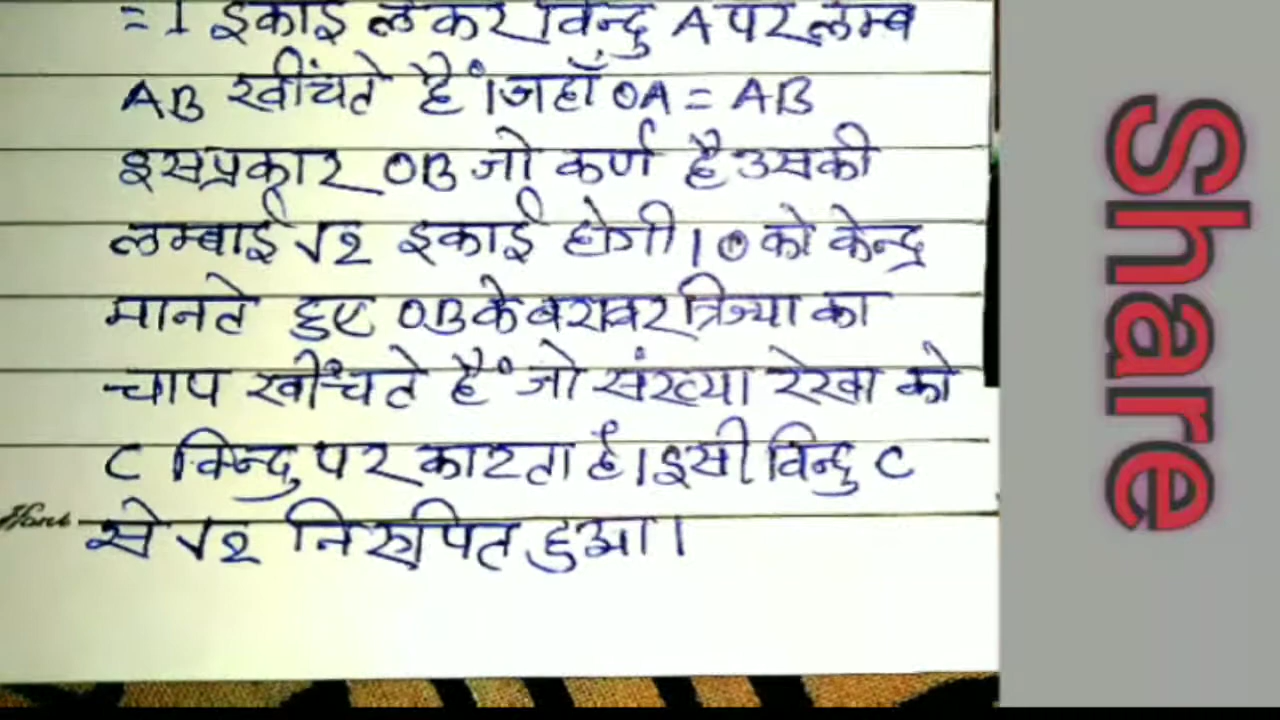 = 1 इकाई लेकर विन्दु A पर लम्ब
AB खींचते हैं। जहाँ OA = AB
इसप्रकार OB जो कर्ण है उसकी
लम्बाई √2 इकाई होगी। O को केन्द्र
मानते हुए OB के बराबर त्रिज्या का
चाप खींचते हैं जो संख्या रेखा को
C विन्दु पर काटता है। इसी विन्दु C
से √2 निरूपित हुआ।
Share